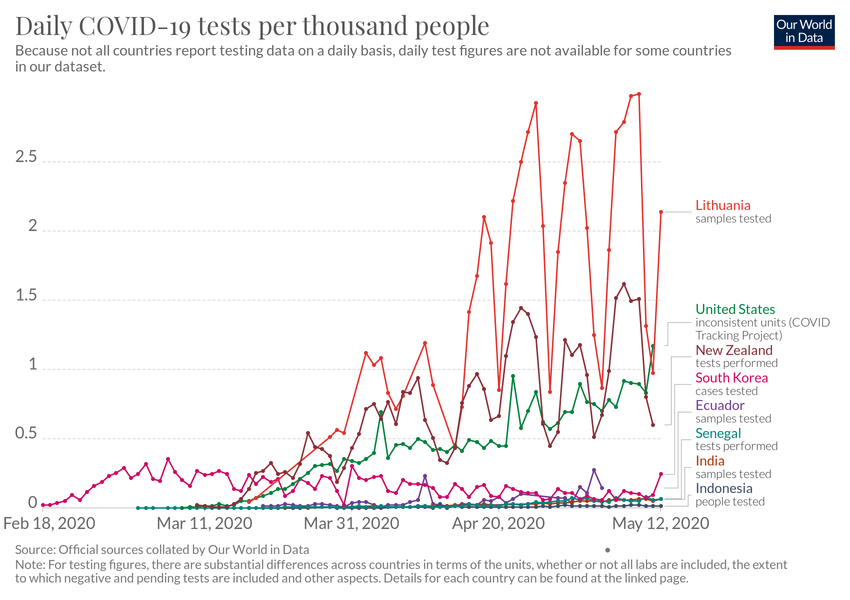 Daily COVID-19 tests per thousand people
Our World
in Data
Because not all countries report testing data on a daily basis, daily test figures are not available for some countries
in our dataset.
2.5
2
1.5
1
0.5
0
Feb 18, 2020
Mar 11, 2020
Mar 31, 2020
Apr 20, 2020
May 12, 2020
Lithuania
samples tested
United States
inconsistent units (COVID
Tracking Project)
New Zealand
tests performed
South Korea
cases tested
Ecuador
samples tested
Senegal
tests performed
India
samples tested
Indonesia
people tested
Source: Official sources collated by Our World in Data
Note: For testing figures, there are substantial differences across countries in terms of the units, whether or not all labs are included, the extent
to which negative and pending tests are included and other aspects. Details for each country can be found at the linked page.